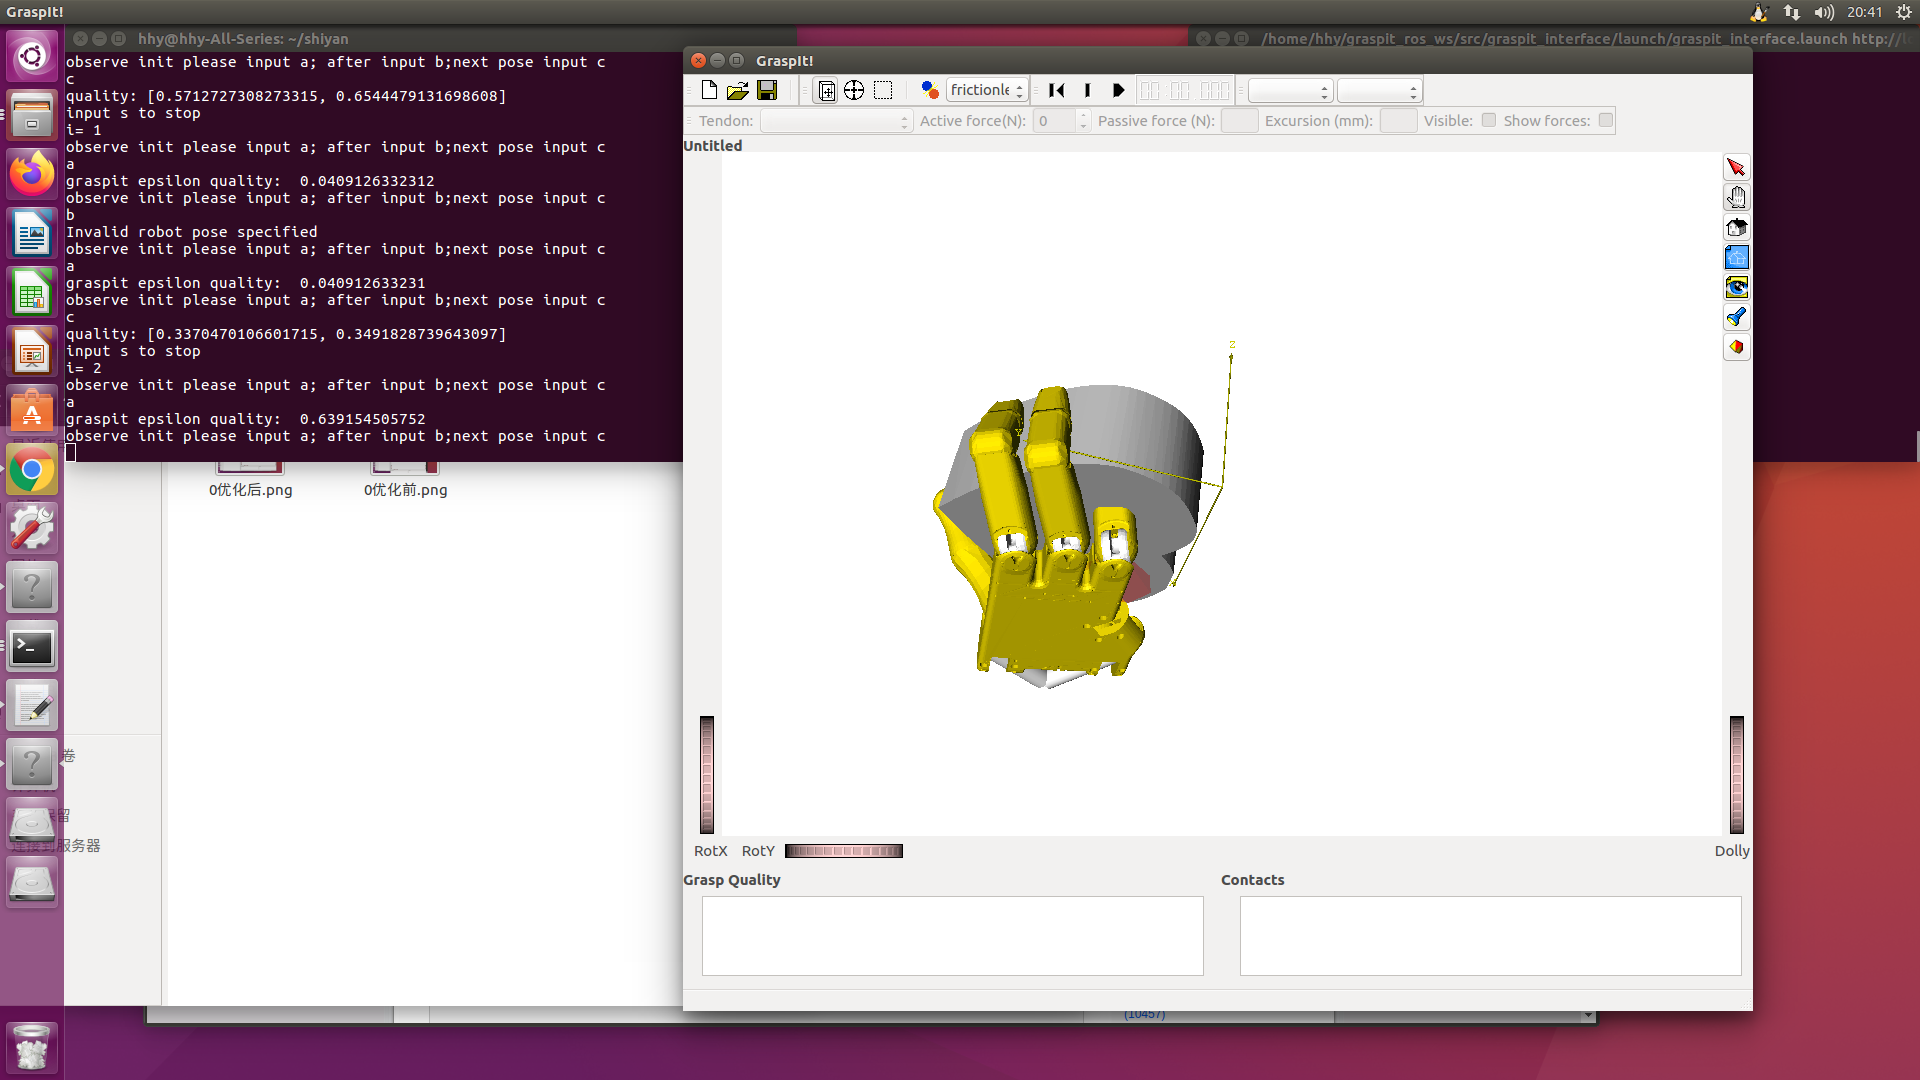 GraspIt!
20:41
hhy@hhy-All-Series: ~/shiyan
observe init please input a; after input b;next pose input c
c
quality: [0.5712727308273315, 0.6544479131698608]
input s to stop
i= 1
observe init please input a; after input b;next pose input c
a
graspit epsilon quality:  0.0409126332312
observe init please input a; after input b;next pose input c
b
Invalid robot pose specified
observe init please input a; after input b;next pose input c
a
graspit epsilon quality:  0.040912633231
observe init please input a; after input b;next pose input c
c
quality: [0.3370470106601715, 0.3491828739643097]
input s to stop
i= 2
observe init please input a; after input b;next pose input c
a
graspit epsilon quality:  0.639154505752
observe init please input a; after input b;next pose input c
0优化后.png
0优化前.png
卷
保留
连接到服务器
/home/hhy/graspit_ros_ws/src/graspit_interface/launch/graspit_interface.launch http://
GraspIt!
frictionle
Tendon:
Active force(N):
0
Passive force (N):
Excursion (mm):
Visible:
Show forces:
Untitled
Z
Y
RotX
RotY
Dolly
Grasp Quality
Contacts
(10457)